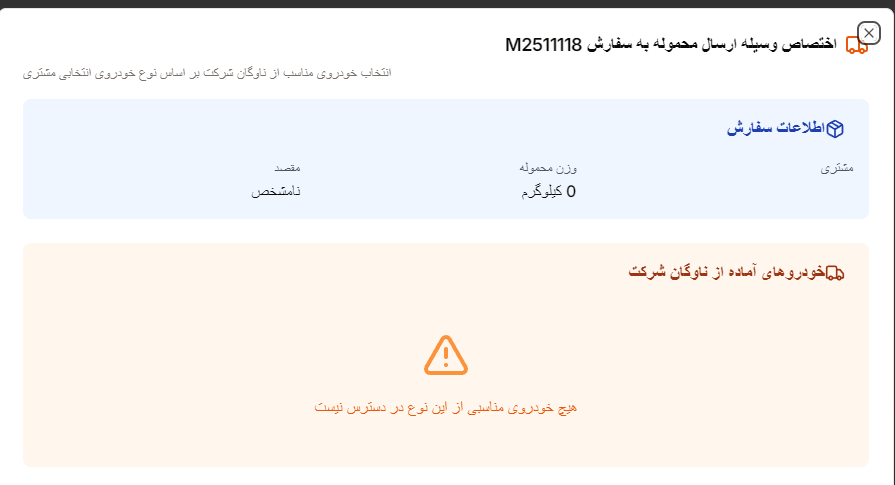 اختصاص وسیله ارسال محموله به سفارش M2511118
انتخاب خودروی مناسب از ناوگان شرکت بر اساس نوع خودروی انتخابی مشتری
اطلاعات سفارش
مشتری
وزن محموله
0 کیلوگرم
مقصد
نامشخص
خودروهای آماده از ناوگان شرکت
هیچ خودروی مناسبی از این نوع در دسترس نیست